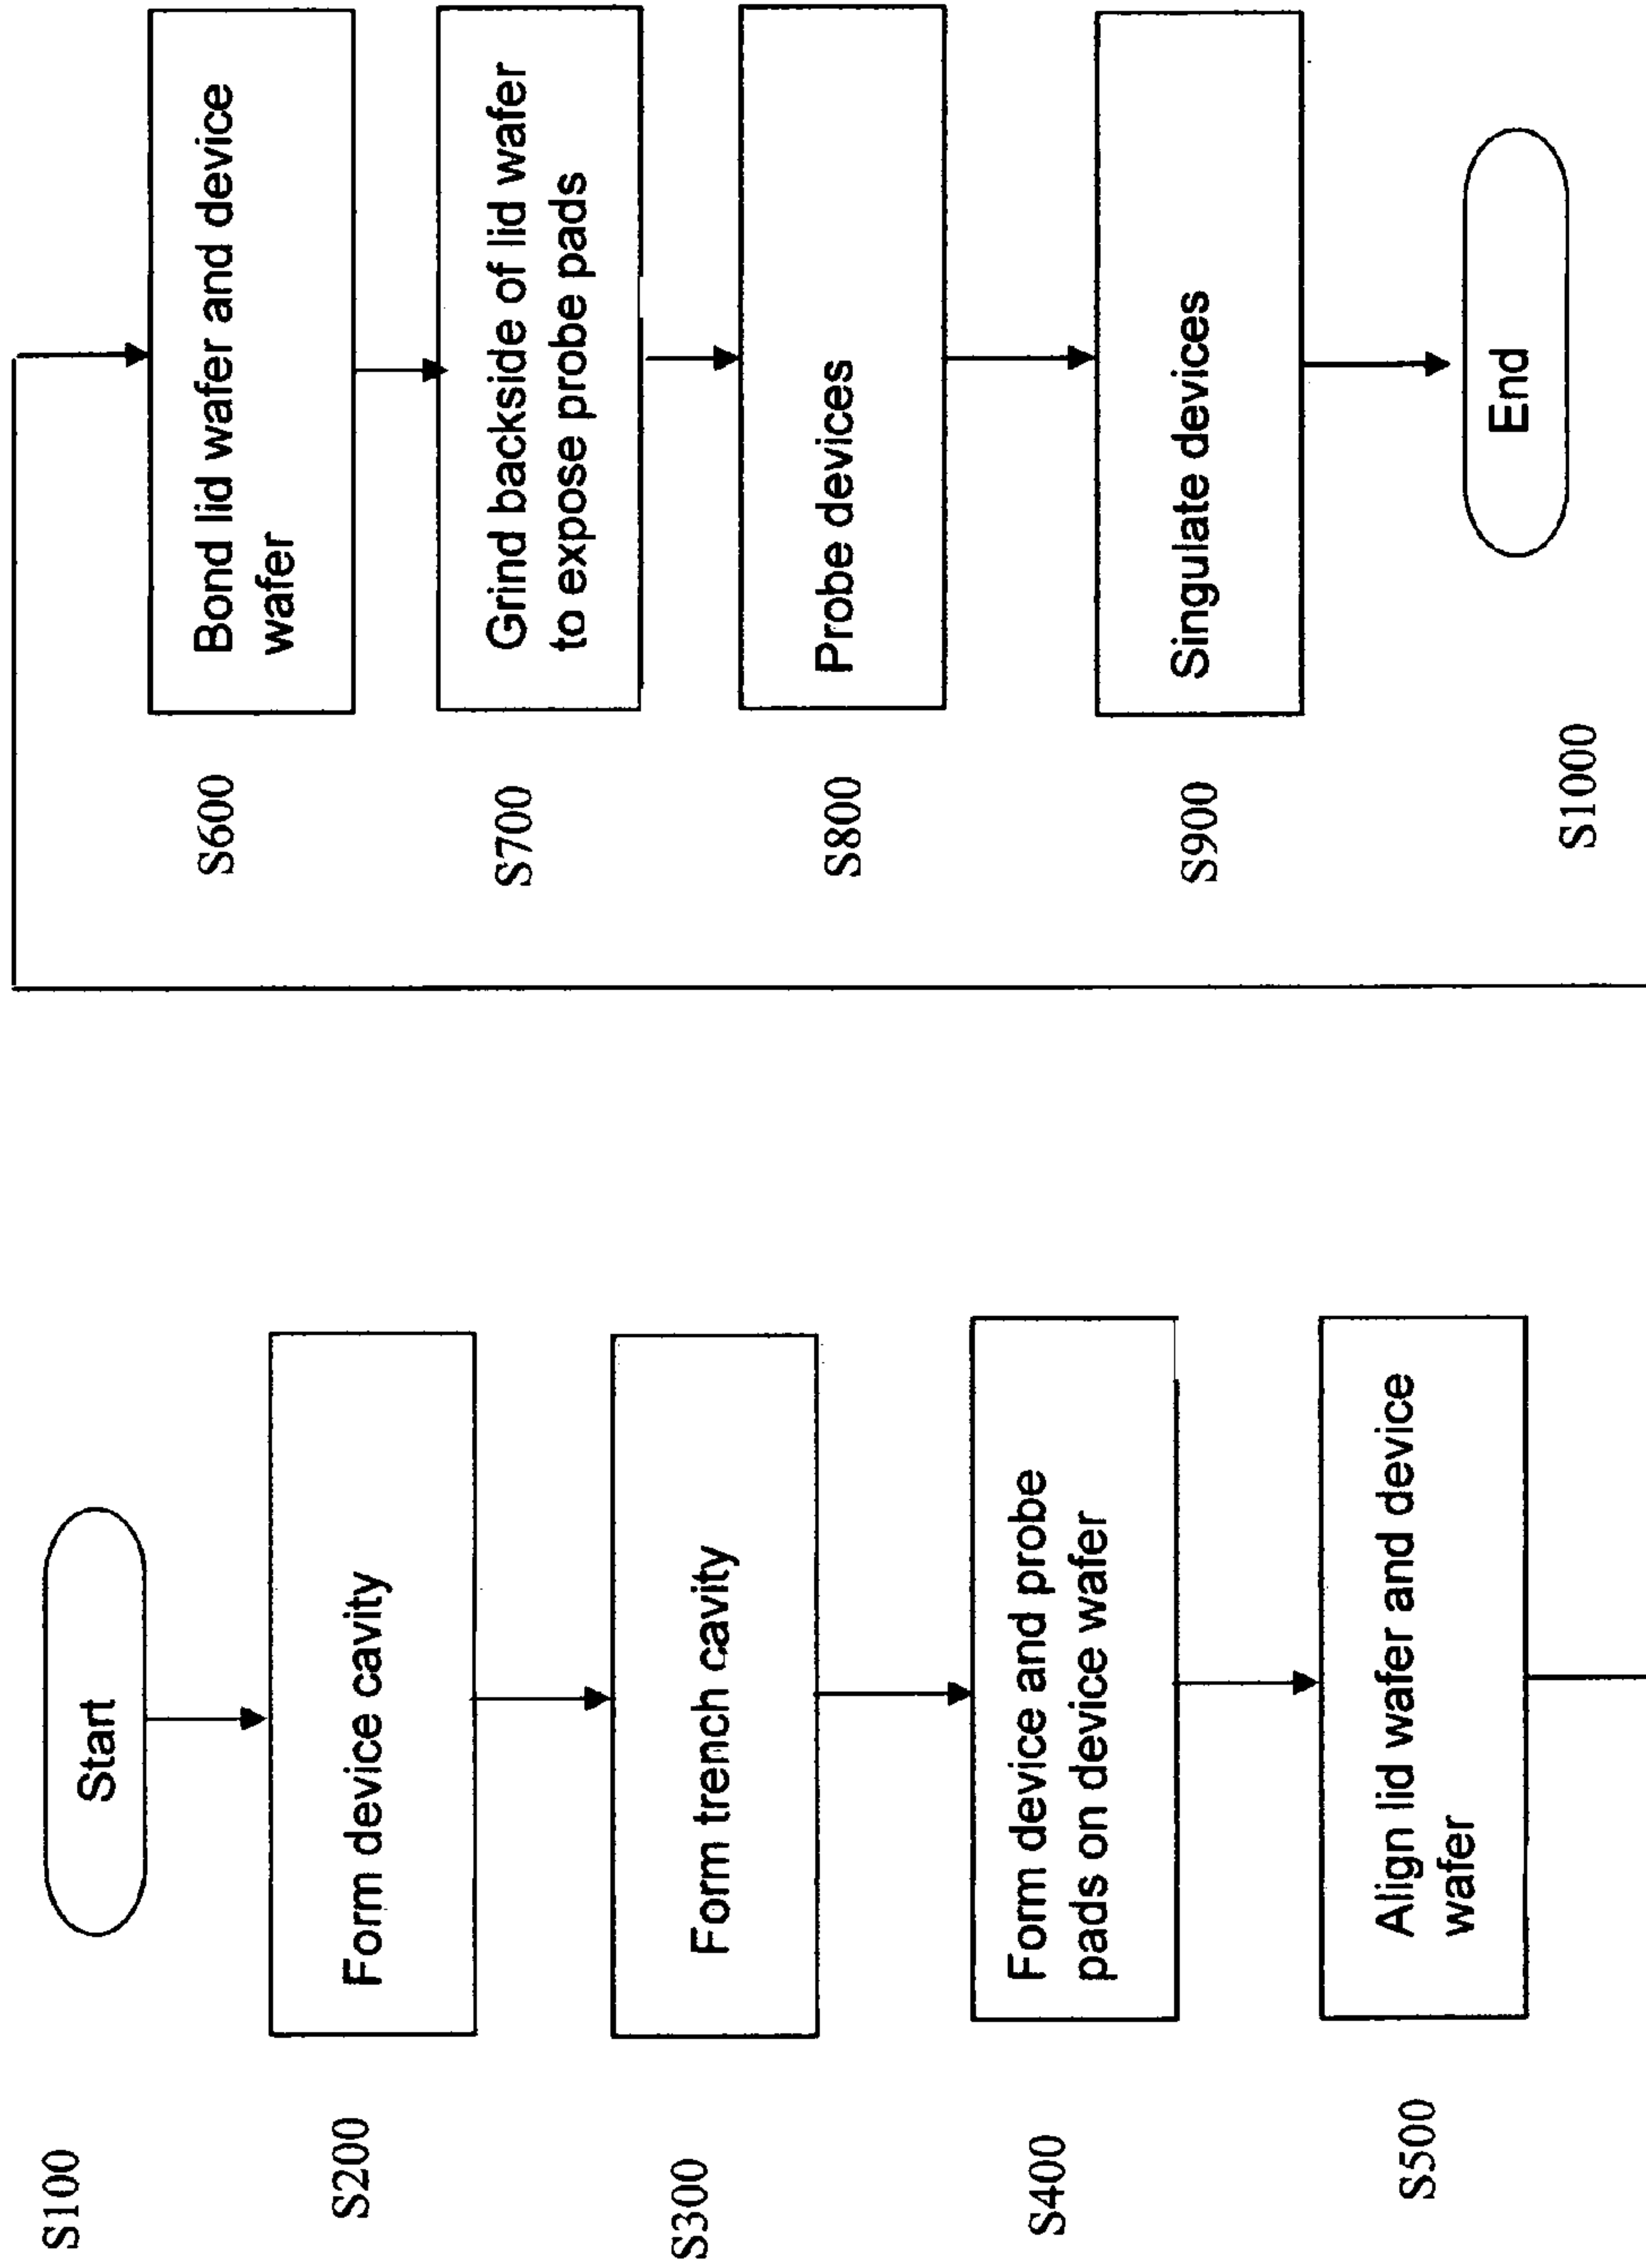 S100
Start
S200
Form device cavity
S300
Form trench cavity
S400
Form device and probe
pads on device wafer
S500
Align lid wafer and device
wafer
S600
Bond lid wafer and device
wafer
S700
Grind backside of lid wafer
to expose probe pads
S800
Probe devices
S900
Singulate devices
S1000
End